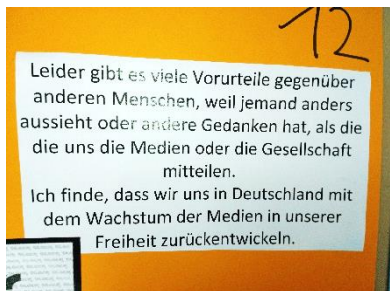 12
Leider gibt es viele Vorurteile gegenüber
anderen Menschen, weil jemand anders
aussieht oder andere Gedanken hat, als die
die uns die Medien oder die Gesellschaft
mitteilen.
Ich finde, dass wir uns in Deutschland mit
dem Wachstum der Medien in unserer
Freiheit zurückentwickeln.